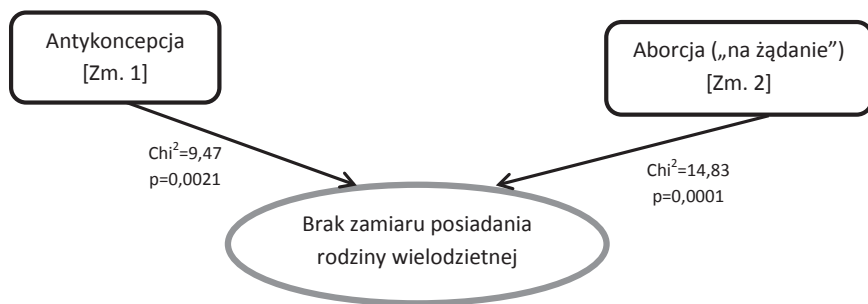 Antykoncepcja
[Zm. 1]
Aborcja („na żądanie”)
[Zm. 2]
Chi²=9,47
p=0,0021
Chi²=14,83
p=0,0001
Brak zamiaru posiadania
rodziny wielodzietnej